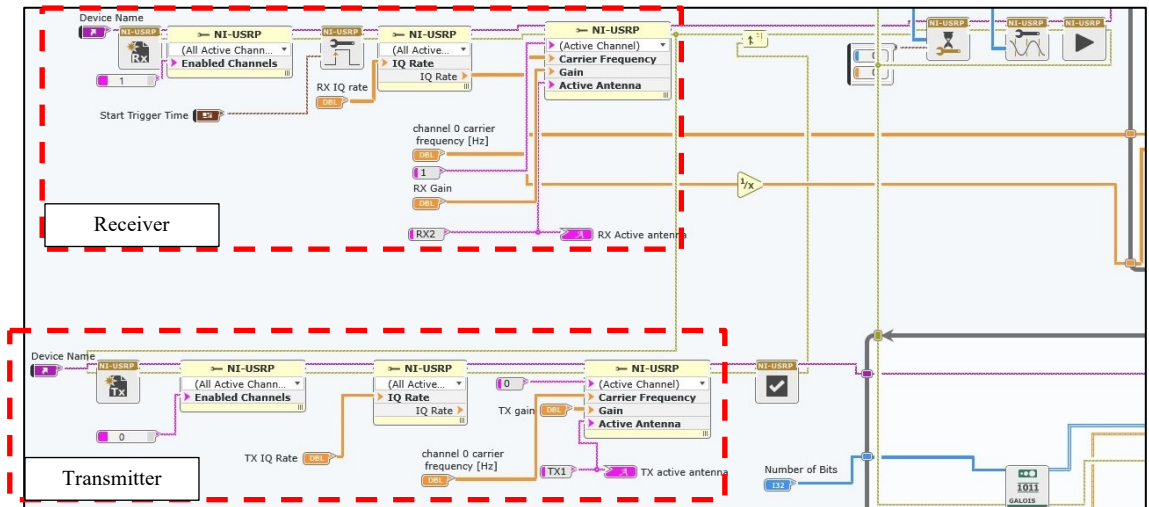 Device Name
NI-USRP
Rx
NI-USRP
(All Active Chann...
Enabled Channels
1
NI-USRP
NI-USRP
(All Active...
IQ Rate
IQ Rate
NI-USRP
(Active Channel)
Carrier Frequency
Gain
Active Antenna
NI-USRP
NI-USRP
NI-USRP
RX IQ rate
DBL
Start Trigger Time
channel 0 carrier
frequency [Hz]
DBL
1
RX Gain
DBL
1/x
Receiver
RX2
RX Active antenna
Device Name
NI-USRP
Tx
NI-USRP
(All Active Chann...
Enabled Channels
0
NI-USRP
(All Active...
IQ Rate
IQ Rate
NI-USRP
0
(Active Channel)
Carrier Frequency
TX gain
DBL
Gain
Active Antenna
NI-USRP
TX IQ Rate
DBL
channel 0 carrier
frequency [Hz]
DBL
TX1
TX active antenna
Transmitter
Number of Bits
I32
1011
GALOIS